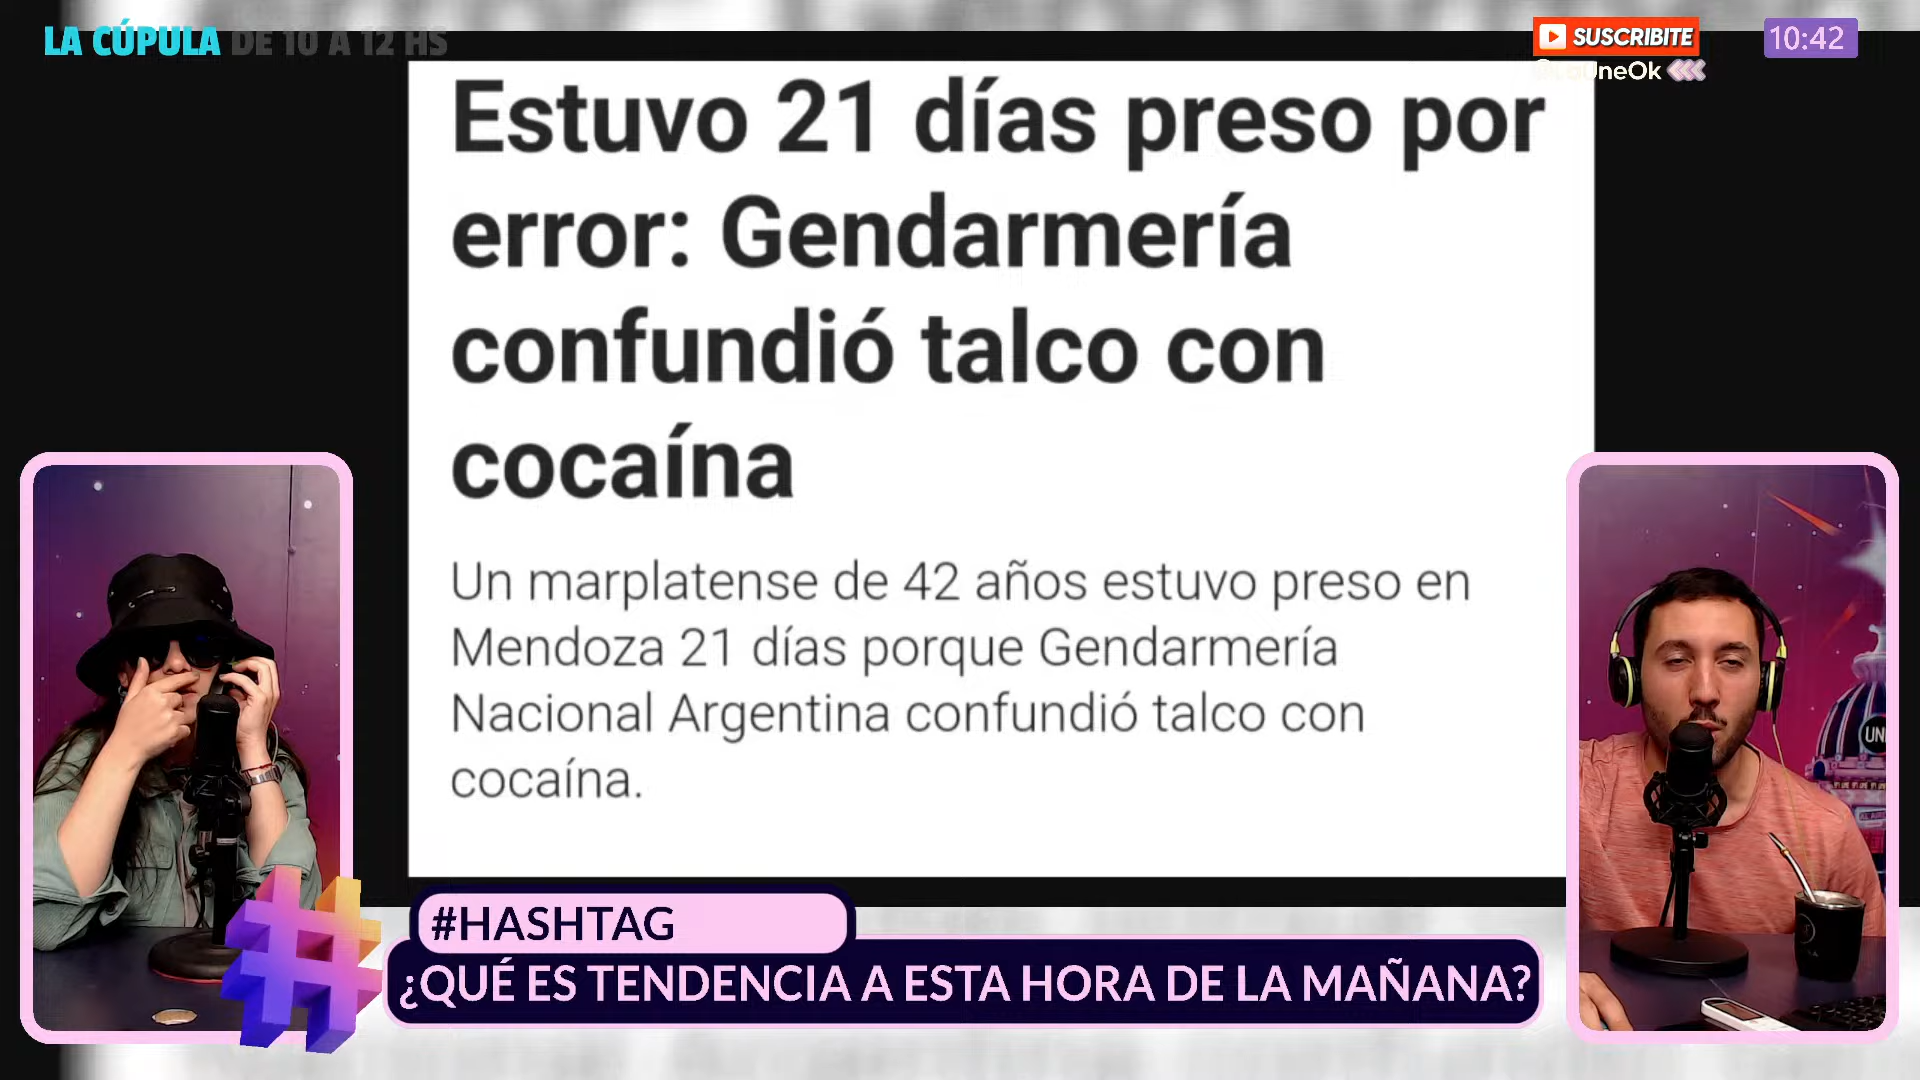 LA CÚPULA DE 10 A 12 HS
SUSCRIBITE
10:42
Estuvo 21 días preso por
error: Gendarmería
confundió talco con
cocaína
Un marplatense de 42 años estuvo preso en
Mendoza 21 días porque Gendarmería
Nacional Argentina confundió talco con
cocaína.
UN
#HASHTAG
¿QUÉ ES TENDENCIA A ESTA HORA DE LA MAÑANA?